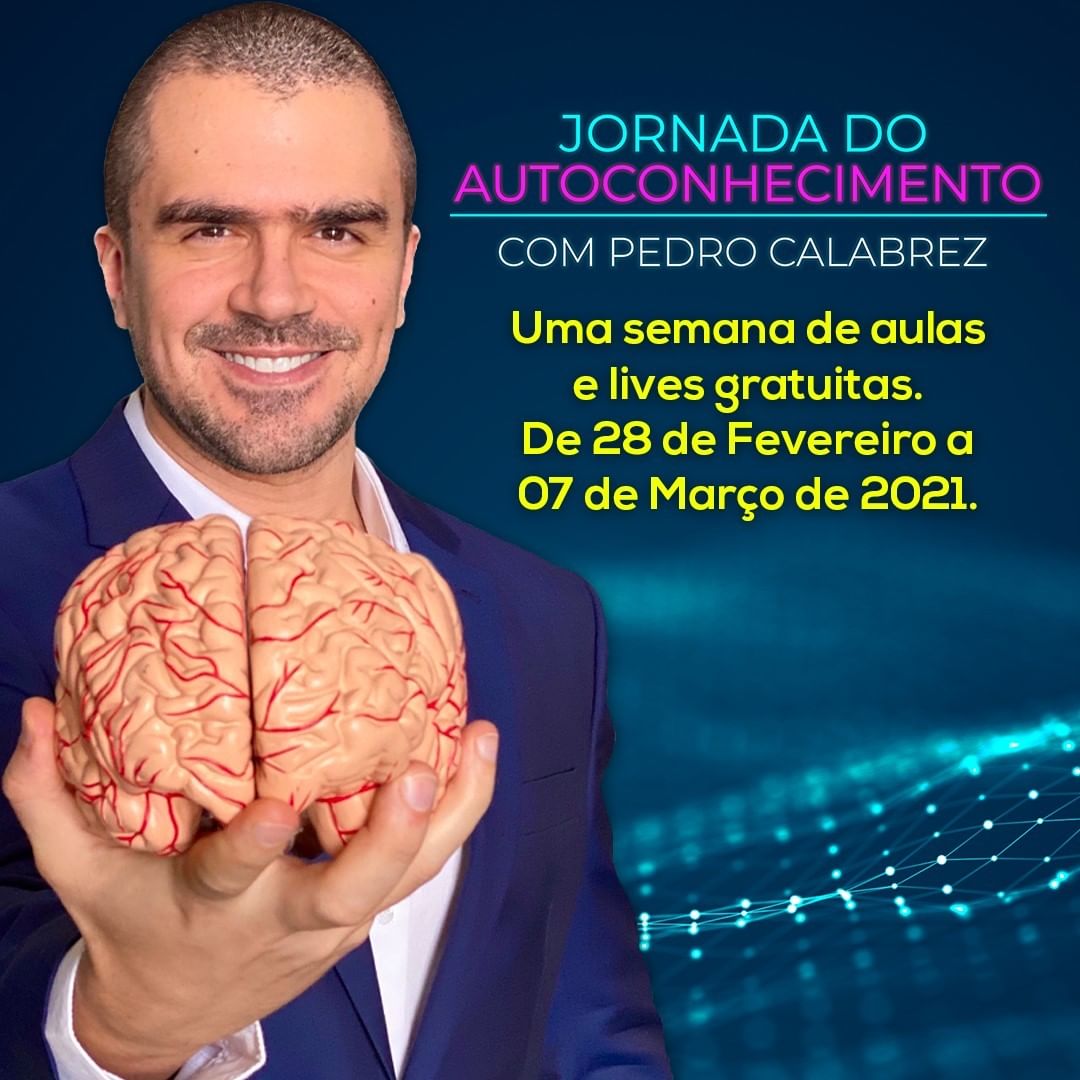 JORNADA DO
AUTOCONHECIMENTO
COM PEDRO CALABREZ
Uma semana de aulas
e lives gratuitas.
De 28 de Fevereiro a
07 de Março de 2021.